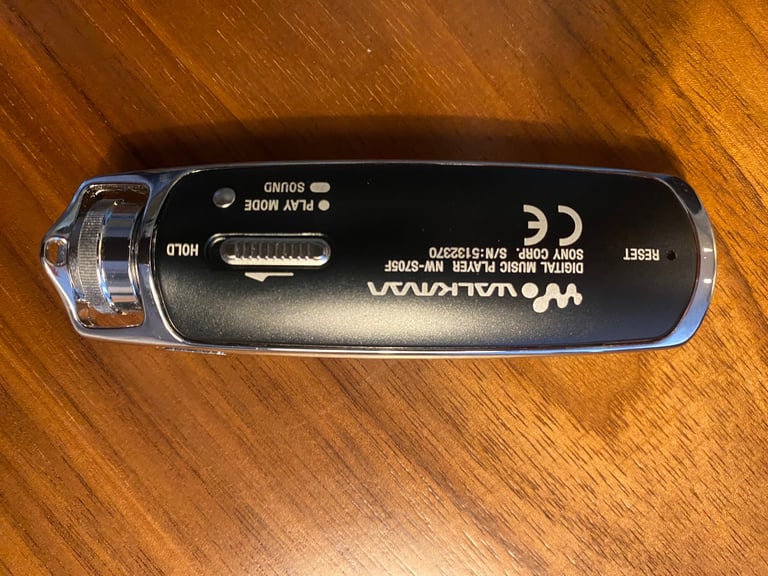 WALKMAN
DIGITAL MUSIC PLAYER NW-S705F
SONY CORP. S/N:5132370
CE
RESET
HOLD
PLAY MODE
SOUND